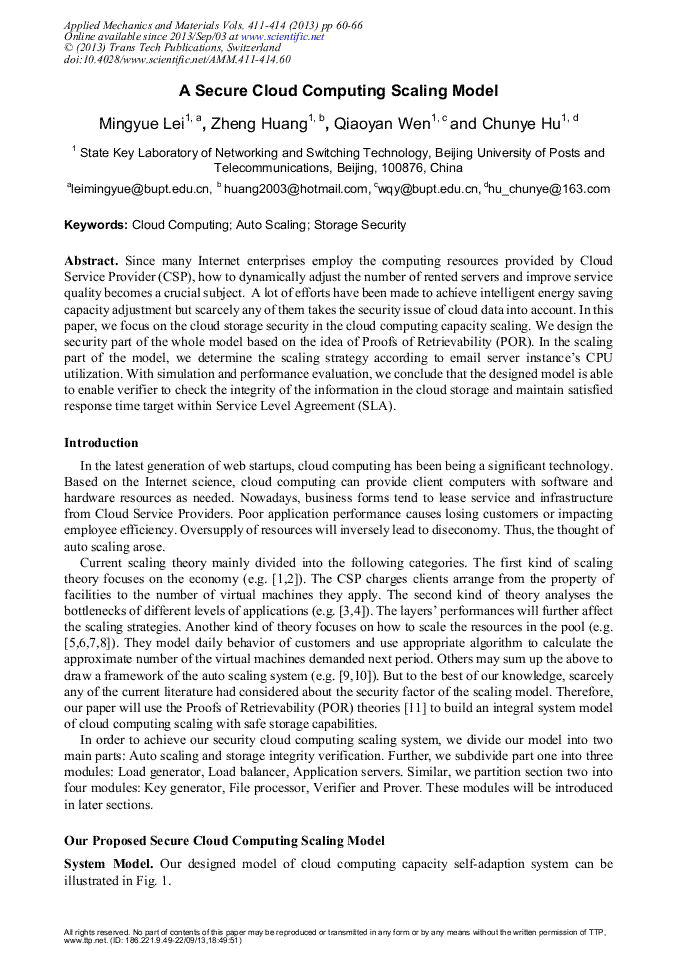 Applied Mechanics and Materials Vols. 411-414 (2013) pp 60-66
Online available since 2013/Sep/03 at www.scientific.net
© (2013) Trans Tech Publications, Switzerland
doi:10.4028/www.scientific.net/AMM.411-414.60
A Secure Cloud Computing Scaling Model
Mingyue Lei1, a, Zheng Huang1, b, Qiaoyan Wen1, c and Chunye Hu1, d
1 State Key Laboratory of Networking and Switching Technology, Beijing University of Posts and
Telecommunications, Beijing, 100876, China
aleimingyue@bupt.edu.cn, b huang2003@hotmail.com, cwqy@bupt.edu.cn, dhu_chunye@163.com
Keywords: Cloud Computing; Auto Scaling; Storage Security
Abstract. Since many Internet enterprises employ the computing resources provided by Cloud
Service Provider (CSP), how to dynamically adjust the number of rented servers and improve service
quality becomes a crucial subject. A lot of efforts have been made to achieve intelligent energy saving
capacity adjustment but scarcely any of them takes the security issue of cloud data into account. In this
paper, we focus on the cloud storage security in the cloud computing capacity scaling. We design the
security part of the whole model based on the idea of Proofs of Retrievability (POR). In the scaling
part of the model, we determine the scaling strategy according to email server instance's CPU
utilization. With simulation and performance evaluation, we conclude that the designed model is able
to enable verifier to check the integrity of the information in the cloud storage and maintain satisfied
response time target within Service Level Agreement (SLA).
Introduction
In the latest generation of web startups, cloud computing has been being a significant technology.
Based on the Internet science, cloud computing can provide client computers with software and
hardware resources as needed. Nowadays, business forms tend to lease service and infrastructure
from Cloud Service Providers. Poor application performance causes losing customers or impacting
employee efficiency. Oversupply of resources will inversely lead to diseconomy. Thus, the thought of
auto scaling arose.
Current scaling theory mainly divided into the following categories. The first kind of scaling
theory focuses on the economy (e.g. [1,2]). The CSP charges clients arrange from the property of
facilities to the number of virtual machines they apply. The second kind of theory analyses the
bottlenecks of different levels of applications (e.g. [3,4]). The layers' performances will further affect
the scaling strategies. Another kind of theory focuses on how to scale the resources in the pool (e.g.
[5,6,7,8]). They model daily behavior of customers and use appropriate algorithm to calculate the
approximate number of the virtual machines demanded next period. Others may sum up the above to
draw a framework of the auto scaling system (e.g. [9,10]). But to the best of our knowledge, scarcely
any of the current literature had considered about the security factor of the scaling model. Therefore,
our paper will use the Proofs of Retrievability (POR) theories [11] to build an integral system model
of cloud computing scaling with safe storage capabilities.
In order to achieve our security cloud computing scaling system, we divide our model into two
main parts: Auto scaling and storage integrity verification. Further, we subdivide part one into three
modules: Load generator, Load balancer, Application servers. Similar, we partition section two into
four modules: Key generator, File processor, Verifier and Prover. These modules will be introduced
in later sections.
Our Proposed Secure Cloud Computing Scaling Model
System Model. Our designed model of cloud computing capacity self-adaption system can be
illustrated in Fig. 1.
All rights reserved. No part of contents of this paper may be reproduced or transmitted in any form or by any means without the written permission of TTP,
www.ttp.net. (ID: 186.221.9.49-22/09/13,18:49:51)